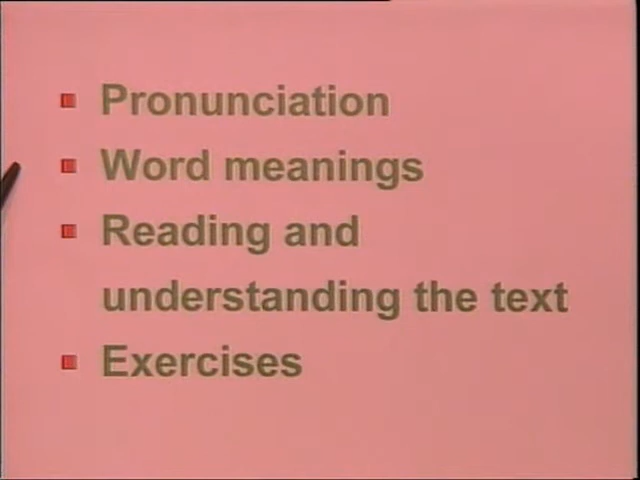 Pronunciation
Word meanings
Reading and
understanding the text
Exercises